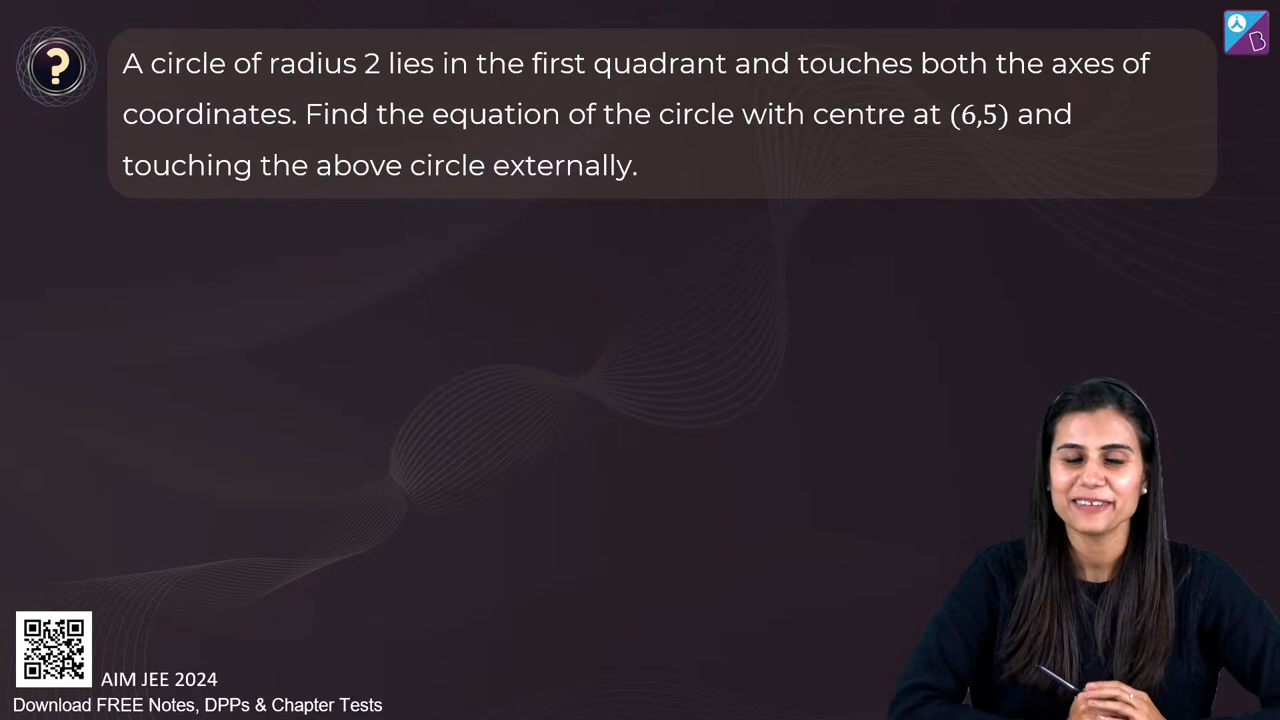 ?
A circle of radius 2 lies in the first quadrant and touches both the axes of
coordinates. Find the equation of the circle with centre at (6,5) and
touching the above circle externally.
B
AIM JEE 2024
Download FREE Notes, DPPs & Chapter Tests